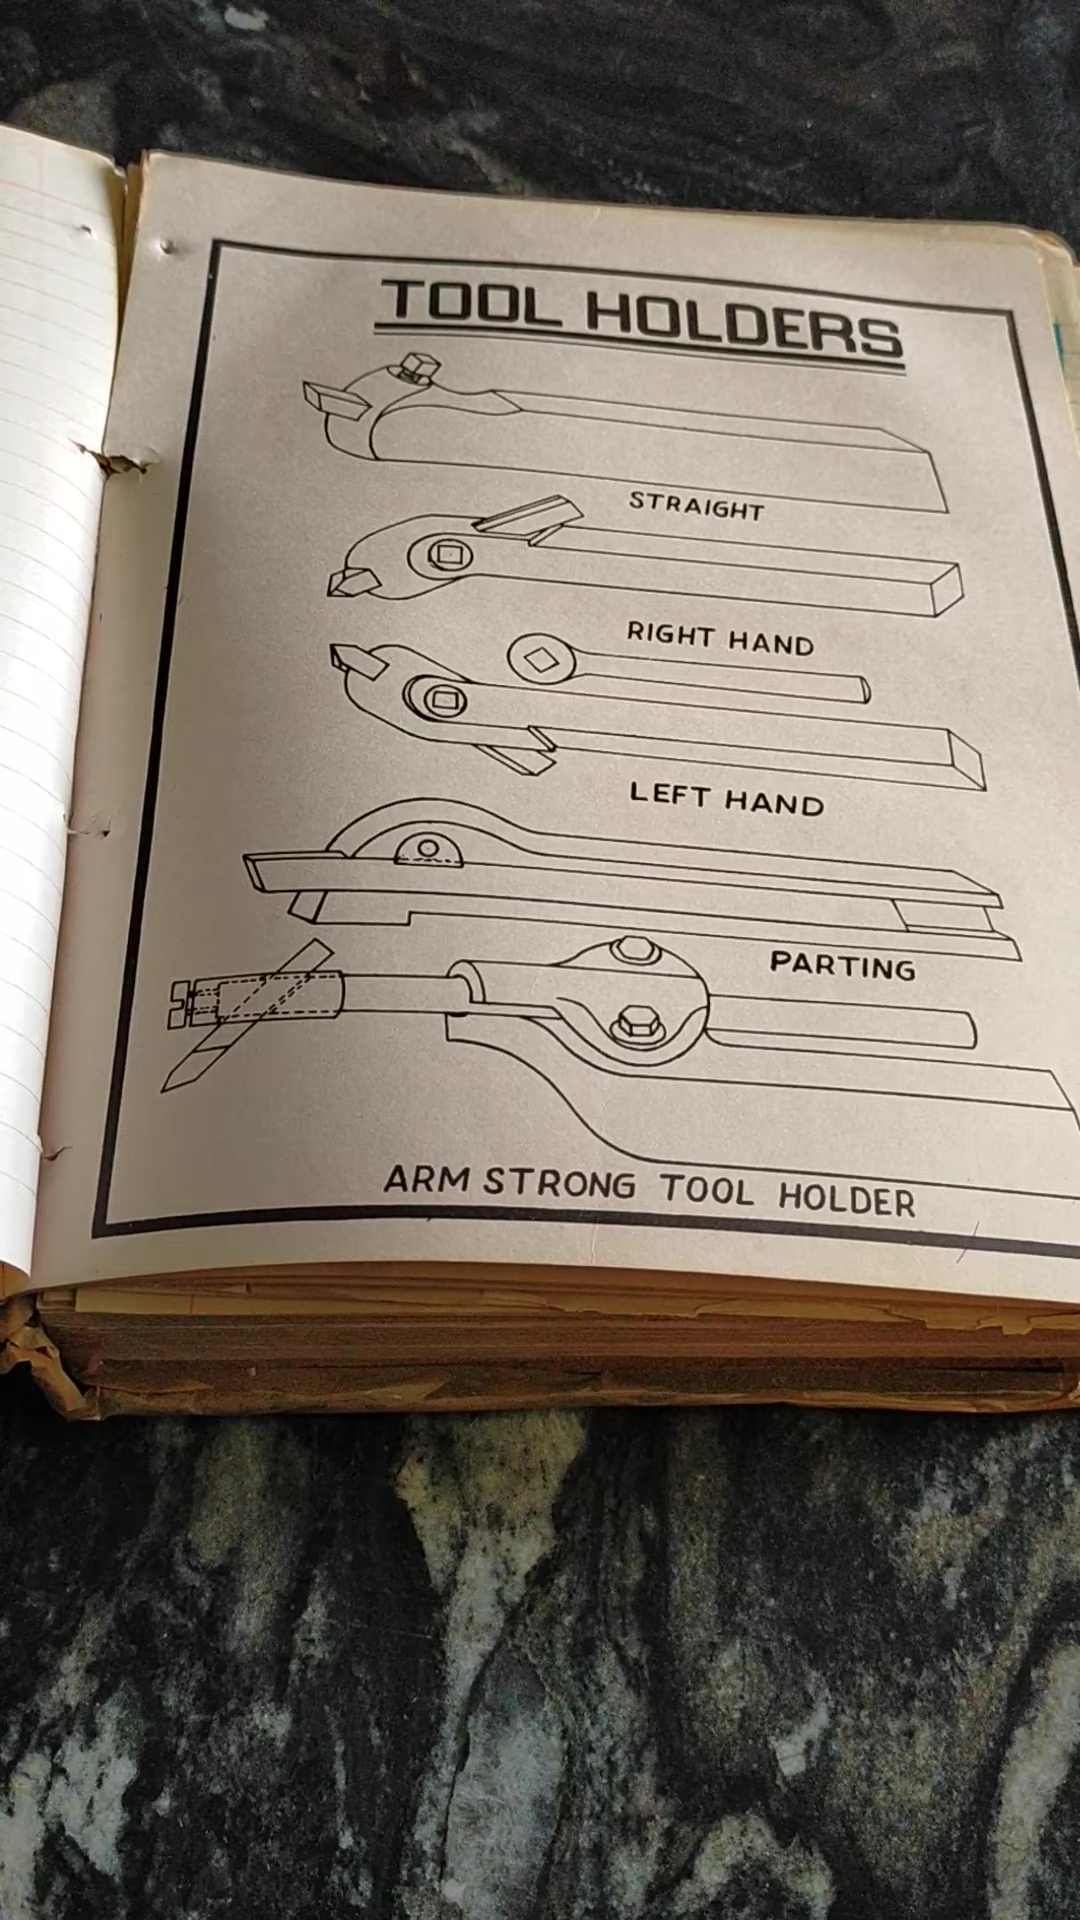 TOOL HOLDERS
STRAIGHT
RIGHT HAND
LEFT HAND
PARTING
ARM STRONG TOOL HOLDER